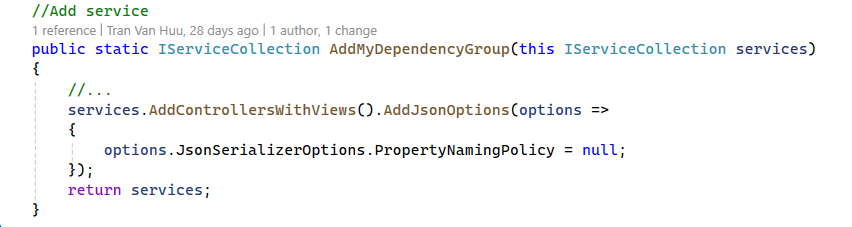 //Add service
1 reference | Tran Van Huu, 28 days ago | 1 author, 1 change
public static IServiceCollection AddMyDependencyGroup(this IServiceCollection services)
{
    //...
    services.AddControllersWithViews().AddJsonOptions(options =>
    {
        options.JsonSerializerOptions.PropertyNamingPolicy = null;
    });
    return services;
}